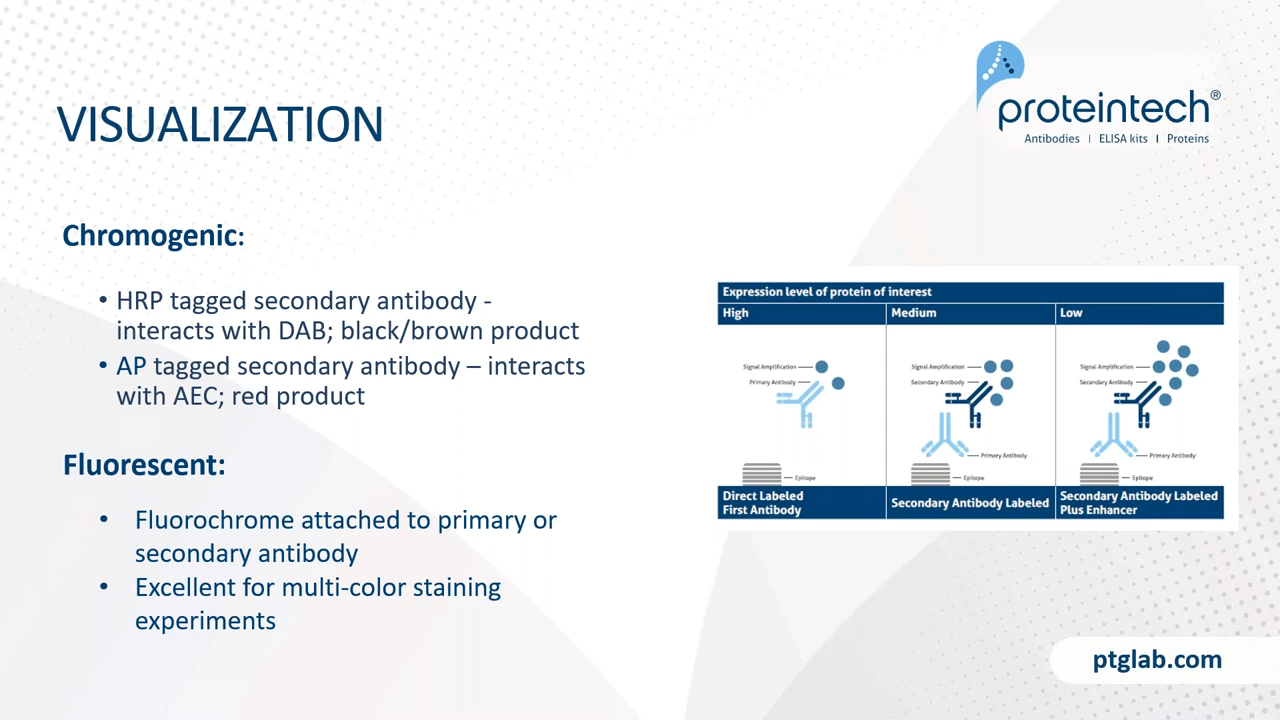 proteintech®
Antibodies | ELISA kits | Proteins
VISUALIZATION
Chromogenic:
• HRP tagged secondary antibody -
interacts with DAB; black/brown product
• AP tagged secondary antibody – interacts
with AEC; red product
Fluorescent:
• Fluorochrome attached to primary or
secondary antibody
• Excellent for multi-color staining
experiments
Expression level of protein of interest
High
Signal Amplification
Primary Antibody
Epitope
Direct Labeled
First Antibody
Medium
Signal Amplification
Secondary Antibody
Primary Antibody
Epitope
Secondary Antibody Labeled
Low
Signal Amplification
Secondary Antibody
Primary Antibody
Epitope
Secondary Antibody Labeled
Plus Enhancer
ptglab.com